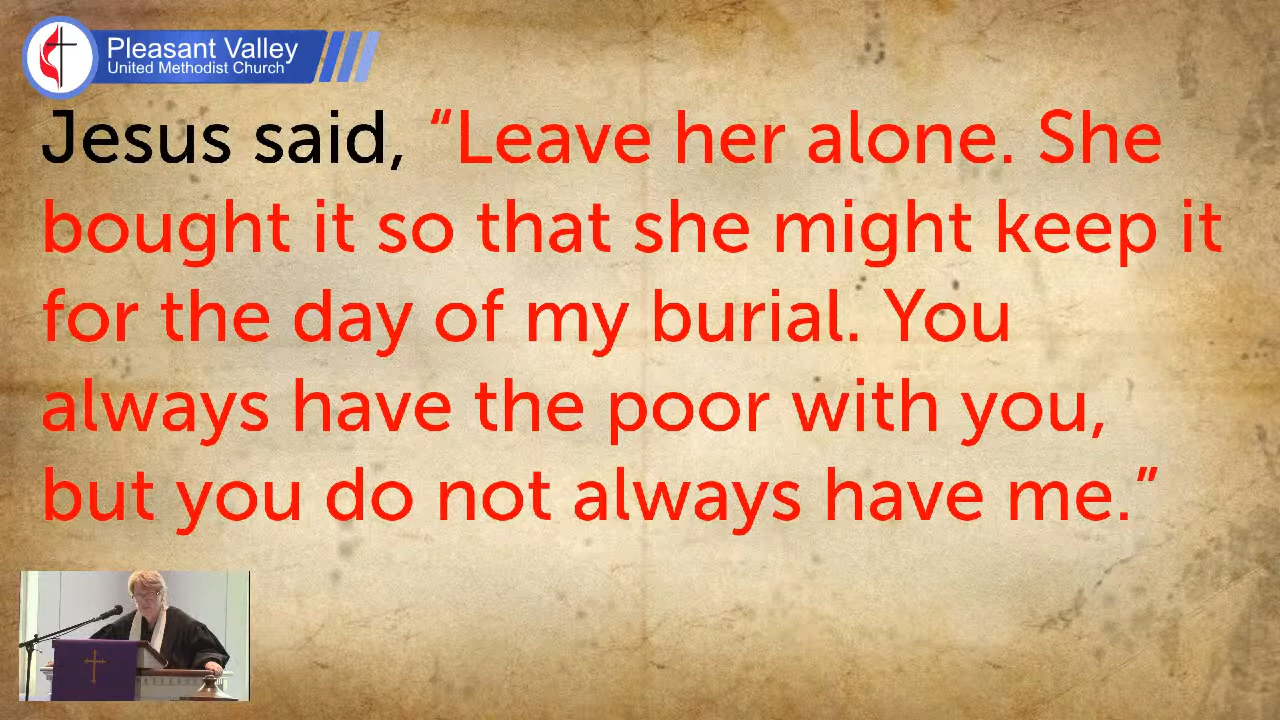 Pleasant Valley
United Methodist Church
Jesus said, “Leave her alone. She
bought it so that she might keep it
for the day of my burial. You
always have the poor with you,
but you do not always have me.”